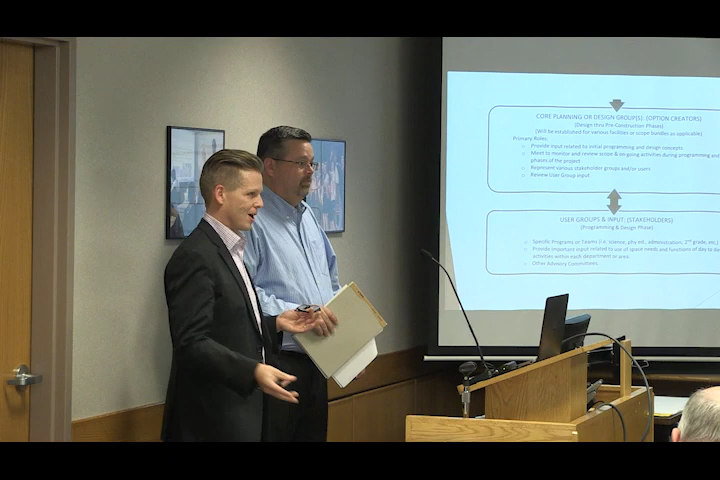 CORE PLANNING OR DESIGN GROUP(S): (OPTION CREATORS)
(Design thru Pre-Construction Phases)
(Will be established for various facilities or scope bundles as applicable)
Primary Roles:
Provide input related to initial programming and design concepts
Meet to monitor and review scope & on-going activities during programming and
phases of the project
Represent various stakeholder groups and/or users
Review User Group input
USER GROUPS & INPUT: (STAKEHOLDERS)
(Programming & Design Phase)
Specific Programs or Teams (i.e. science, phy ed., administration, 2nd grade, etc.)
Provide important input related to use of space needs and functions of day to da
activities within each department or area
Other Advisory Committees